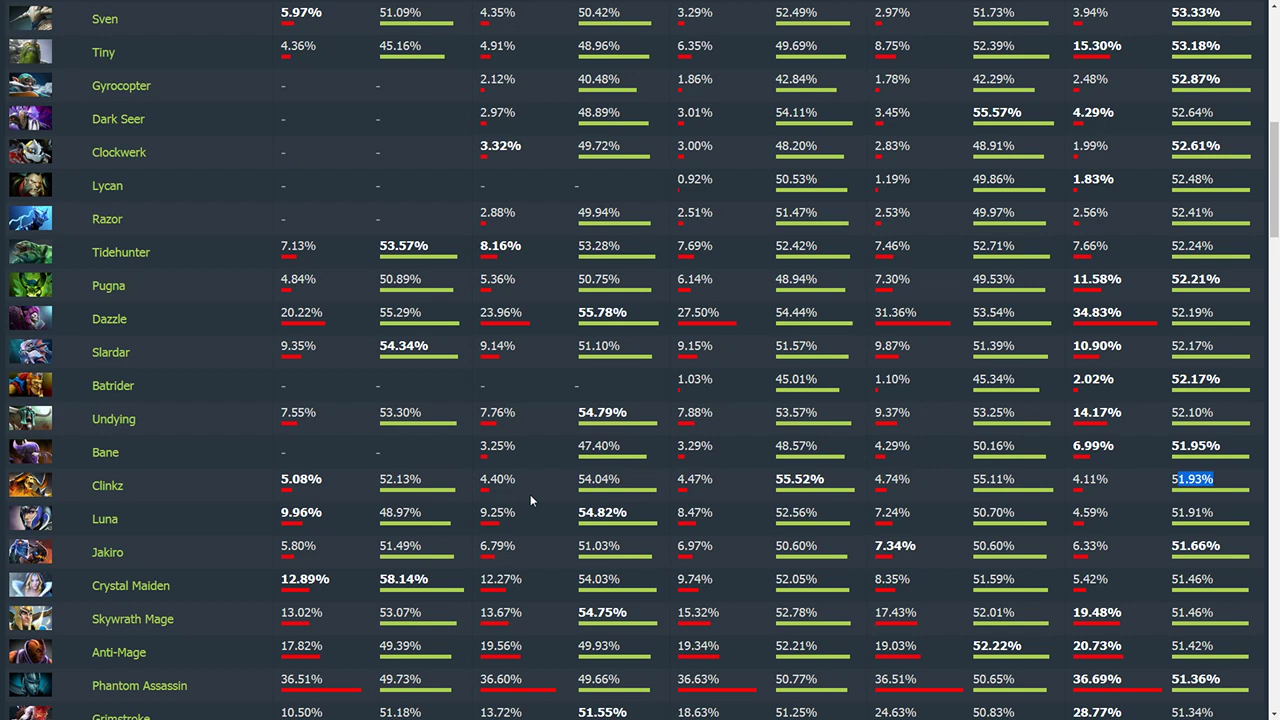 Sven 5.97% 51.09% 4.35% 50.42% 3.29% 52.49% 2.97% 51.73% 3.94% 53.33%
Tiny 4.36% 45.16% 4.91% 48.96% 6.35% 49.69% 8.75% 52.39% 15.30% 53.18%
Gyrocopter - - 2.12% 40.48% 1.86% 42.84% 1.78% 42.29% 2.48% 52.87%
Dark Seer - - 2.97% 48.89% 3.01% 54.11% 3.45% 55.57% 4.29% 52.64%
Clockwerk - - 3.32% 49.72% 3.00% 48.20% 2.83% 48.91% 1.99% 52.61%
Lycan - - - - 0.92% 50.53% 1.19% 49.86% 1.83% 52.48%
Razor - - 2.88% 49.94% 2.51% 51.47% 2.53% 49.97% 2.56% 52.41%
Tidehunter 7.13% 53.57% 8.16% 53.28% 7.69% 52.42% 7.46% 52.71% 7.66% 52.24%
Pugna 4.84% 50.89% 5.36% 50.75% 6.14% 48.94% 7.30% 49.53% 11.58% 52.21%
Dazzle 20.22% 55.29% 23.96% 55.78% 27.50% 54.44% 31.36% 53.54% 34.83% 52.19%
Slardar 9.35% 54.34% 9.14% 51.10% 9.15% 51.57% 9.87% 51.39% 10.90% 52.17%
Batrider - - - - 1.03% 45.01% 1.10% 45.34% 2.02% 52.17%
Undying 7.55% 53.30% 7.76% 54.79% 7.88% 53.57% 9.37% 53.25% 14.17% 52.10%
Bane - - 3.25% 47.40% 3.29% 48.57% 4.29% 50.16% 6.99% 51.95%
Clinkz 5.08% 52.13% 4.40% 54.04% 4.47% 55.52% 4.74% 55.11% 4.11% 51.93%
Luna 9.96% 48.97% 9.25% 54.82% 8.47% 52.56% 7.24% 50.70% 4.59% 51.91%
Jakiro 5.80% 51.49% 6.79% 51.03% 6.97% 50.60% 7.34% 50.60% 6.33% 51.66%
Crystal Maiden 12.89% 58.14% 12.27% 54.03% 9.74% 52.05% 8.35% 51.59% 5.42% 51.46%
Skywrath Mage 13.02% 53.07% 13.67% 54.75% 15.32% 52.78% 17.43% 52.01% 19.48% 51.46%
Anti-Mage 17.82% 49.39% 19.56% 49.93% 19.34% 52.21% 19.03% 52.22% 20.73% 51.42%
Phantom Assassin 36.51% 49.73% 36.60% 49.66% 36.63% 50.77% 36.51% 50.65% 36.69% 51.36%
Grimstroke 10.50% 51.18% 13.72% 51.55% 18.63% 51.25% 24.63% 50.83% 28.77% 51.34%